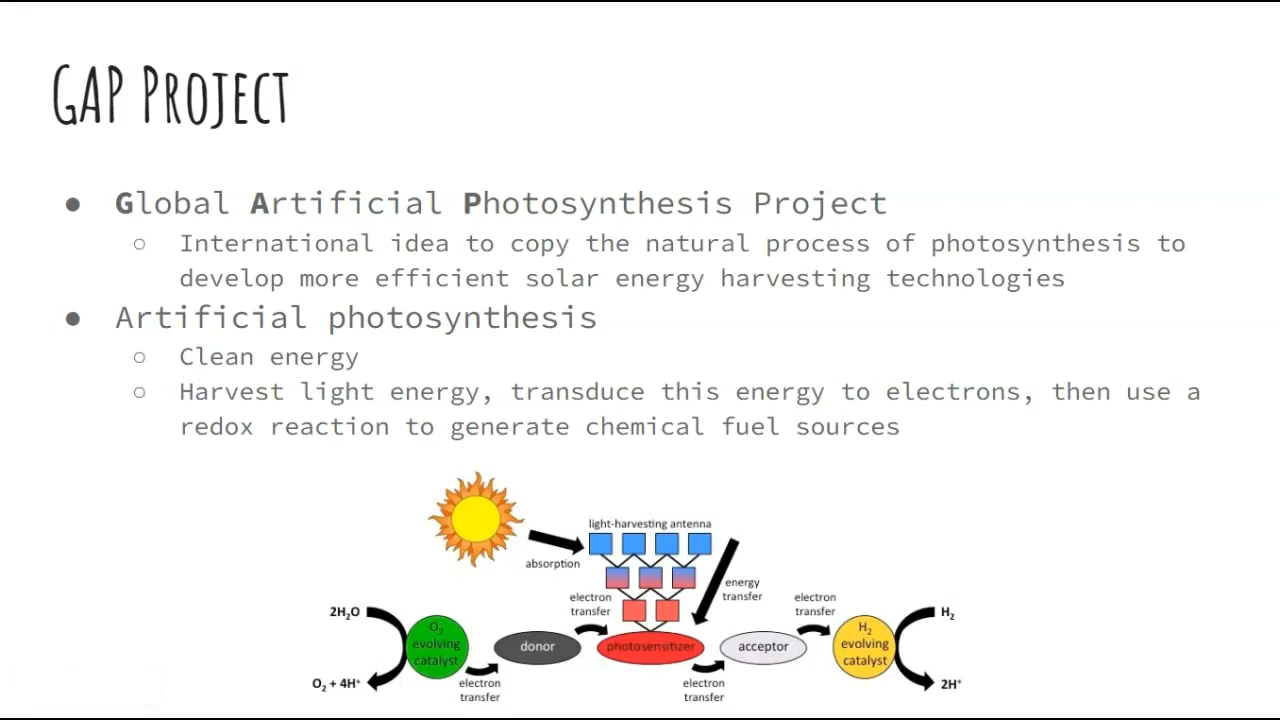 GAP PROJECT
● Global Artificial Photosynthesis Project
○ International idea to copy the natural process of photosynthesis to
develop more efficient solar energy harvesting technologies
● Artificial photosynthesis
○ Clean energy
○ Harvest light energy, transduce this energy to electrons, then use a
redox reaction to generate chemical fuel sources
light-harvesting antenna
absorption
energy
transfer
electron
transfer
electron
transfer
2H₂O
O₂
evolving
catalyst
donor
photosensitizer
acceptor
H₂
evolving
catalyst
H₂
O₂ + 4H⁺
electron
transfer
electron
transfer
2H⁺